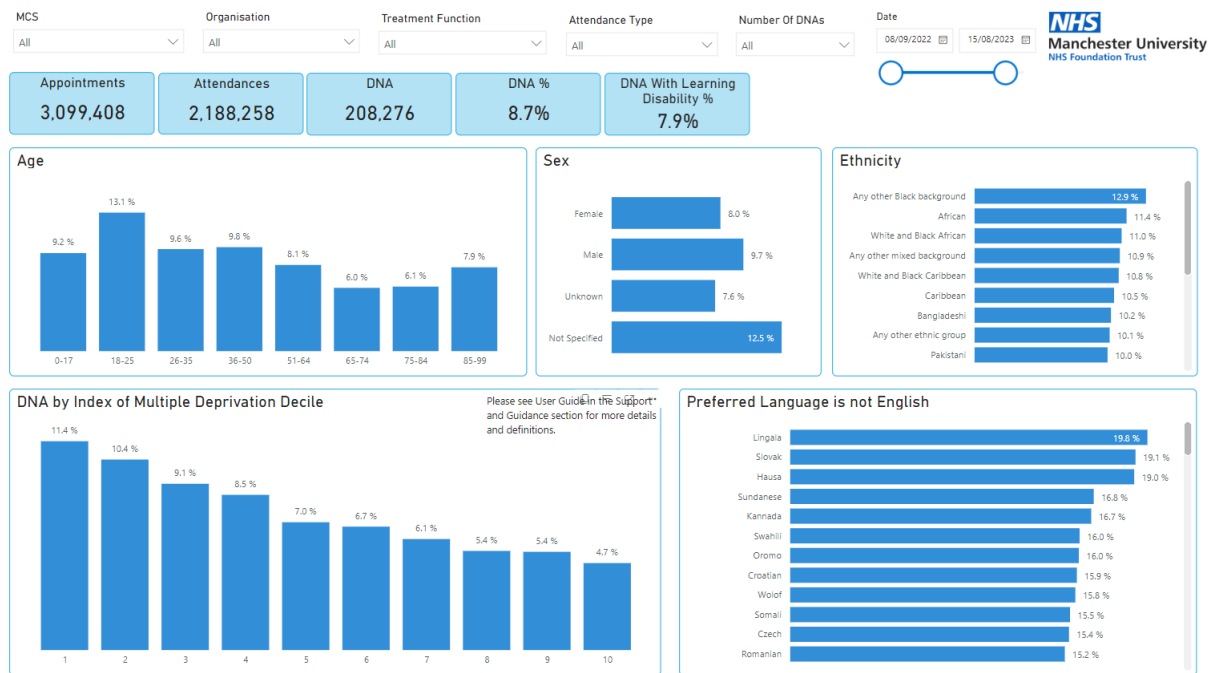 MCS
All
Organisation
All
Treatment Function
All
Attendance Type
All
Number Of DNAs
All
Date
08/09/2022
15/08/2023
NHS
Manchester University
NHS Foundation Trust
Appointments
3,099,408
Attendances
2,188,258
DNA
208,276
DNA %
8.7%
DNA With Learning
Disability %
7.9%
Age
9.2 %
13.1 %
9.6 %
9.8 %
8.1 %
6.0 %
6.1 %
7.9 %
0-17
18-25
26-35
36-50
51-64
65-74
75-84
85-99
Sex
Female 8.0 %
Male 9.7 %
Unknown 7.6 %
Not Specified 12.5 %
Ethnicity
Any other Black background 12.9 %
African 11.4 %
White and Black African 11.0 %
Any other mixed background 10.9 %
White and Black Caribbean 10.8 %
Caribbean 10.5 %
Bangladeshi 10.2 %
Any other ethnic group 10.1 %
Pakistani 10.0 %
DNA by Index of Multiple Deprivation Decile
Please see User Guide in the Support
and Guidance section for more details
and definitions.
11.4 %
10.4 %
9.1 %
8.5 %
7.0 %
6.7 %
6.1 %
5.4 %
5.4 %
4.7 %
1
2
3
4
5
6
7
8
9
10
Preferred Language is not English
Lingala 19.8 %
Slovak 19.1 %
Hausa 19.0 %
Sundanese 16.8 %
Kannada 16.7 %
Swahili 16.0 %
Oromo 16.0 %
Croatian 15.9 %
Wolof 15.8 %
Somali 15.5 %
Czech 15.4 %
Romanian 15.2 %